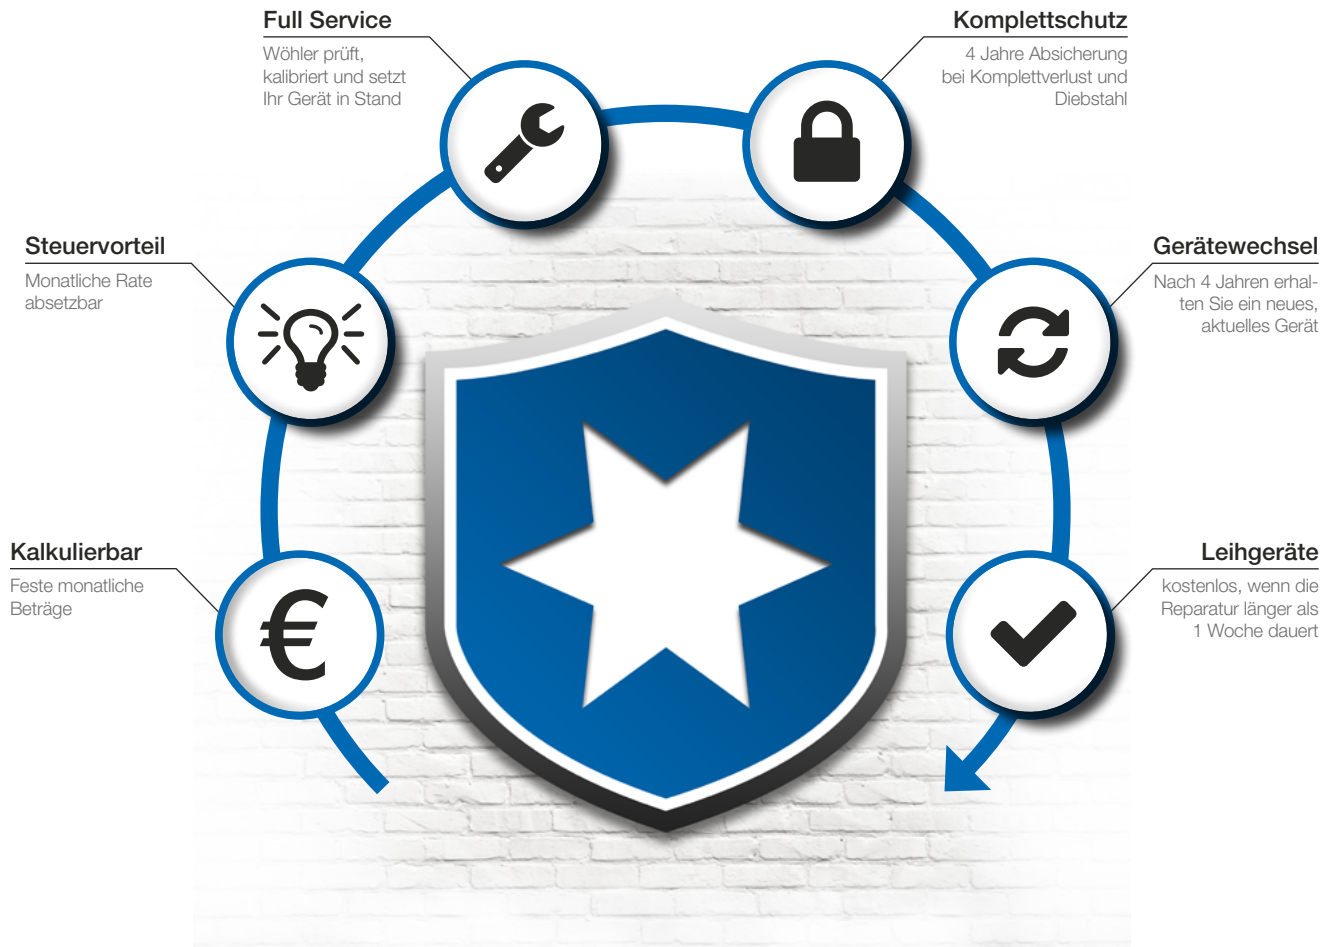 Full Service
Wöhler prüft,
kalibriert und setzt
Ihr Gerät in Stand
Komplettschutz
4 Jahre Absicherung
bei Komplettverlust und
Diebstahl
Steuervorteil
Monatliche Rate
absetzbar
Gerätewechsel
Nach 4 Jahren erhal-
ten Sie ein neues,
aktuelles Gerät
Kalkulierbar
Feste monatliche
Beträge
€
Leihgeräte
kostenlos, wenn die
Reparatur länger als
1 Woche dauert